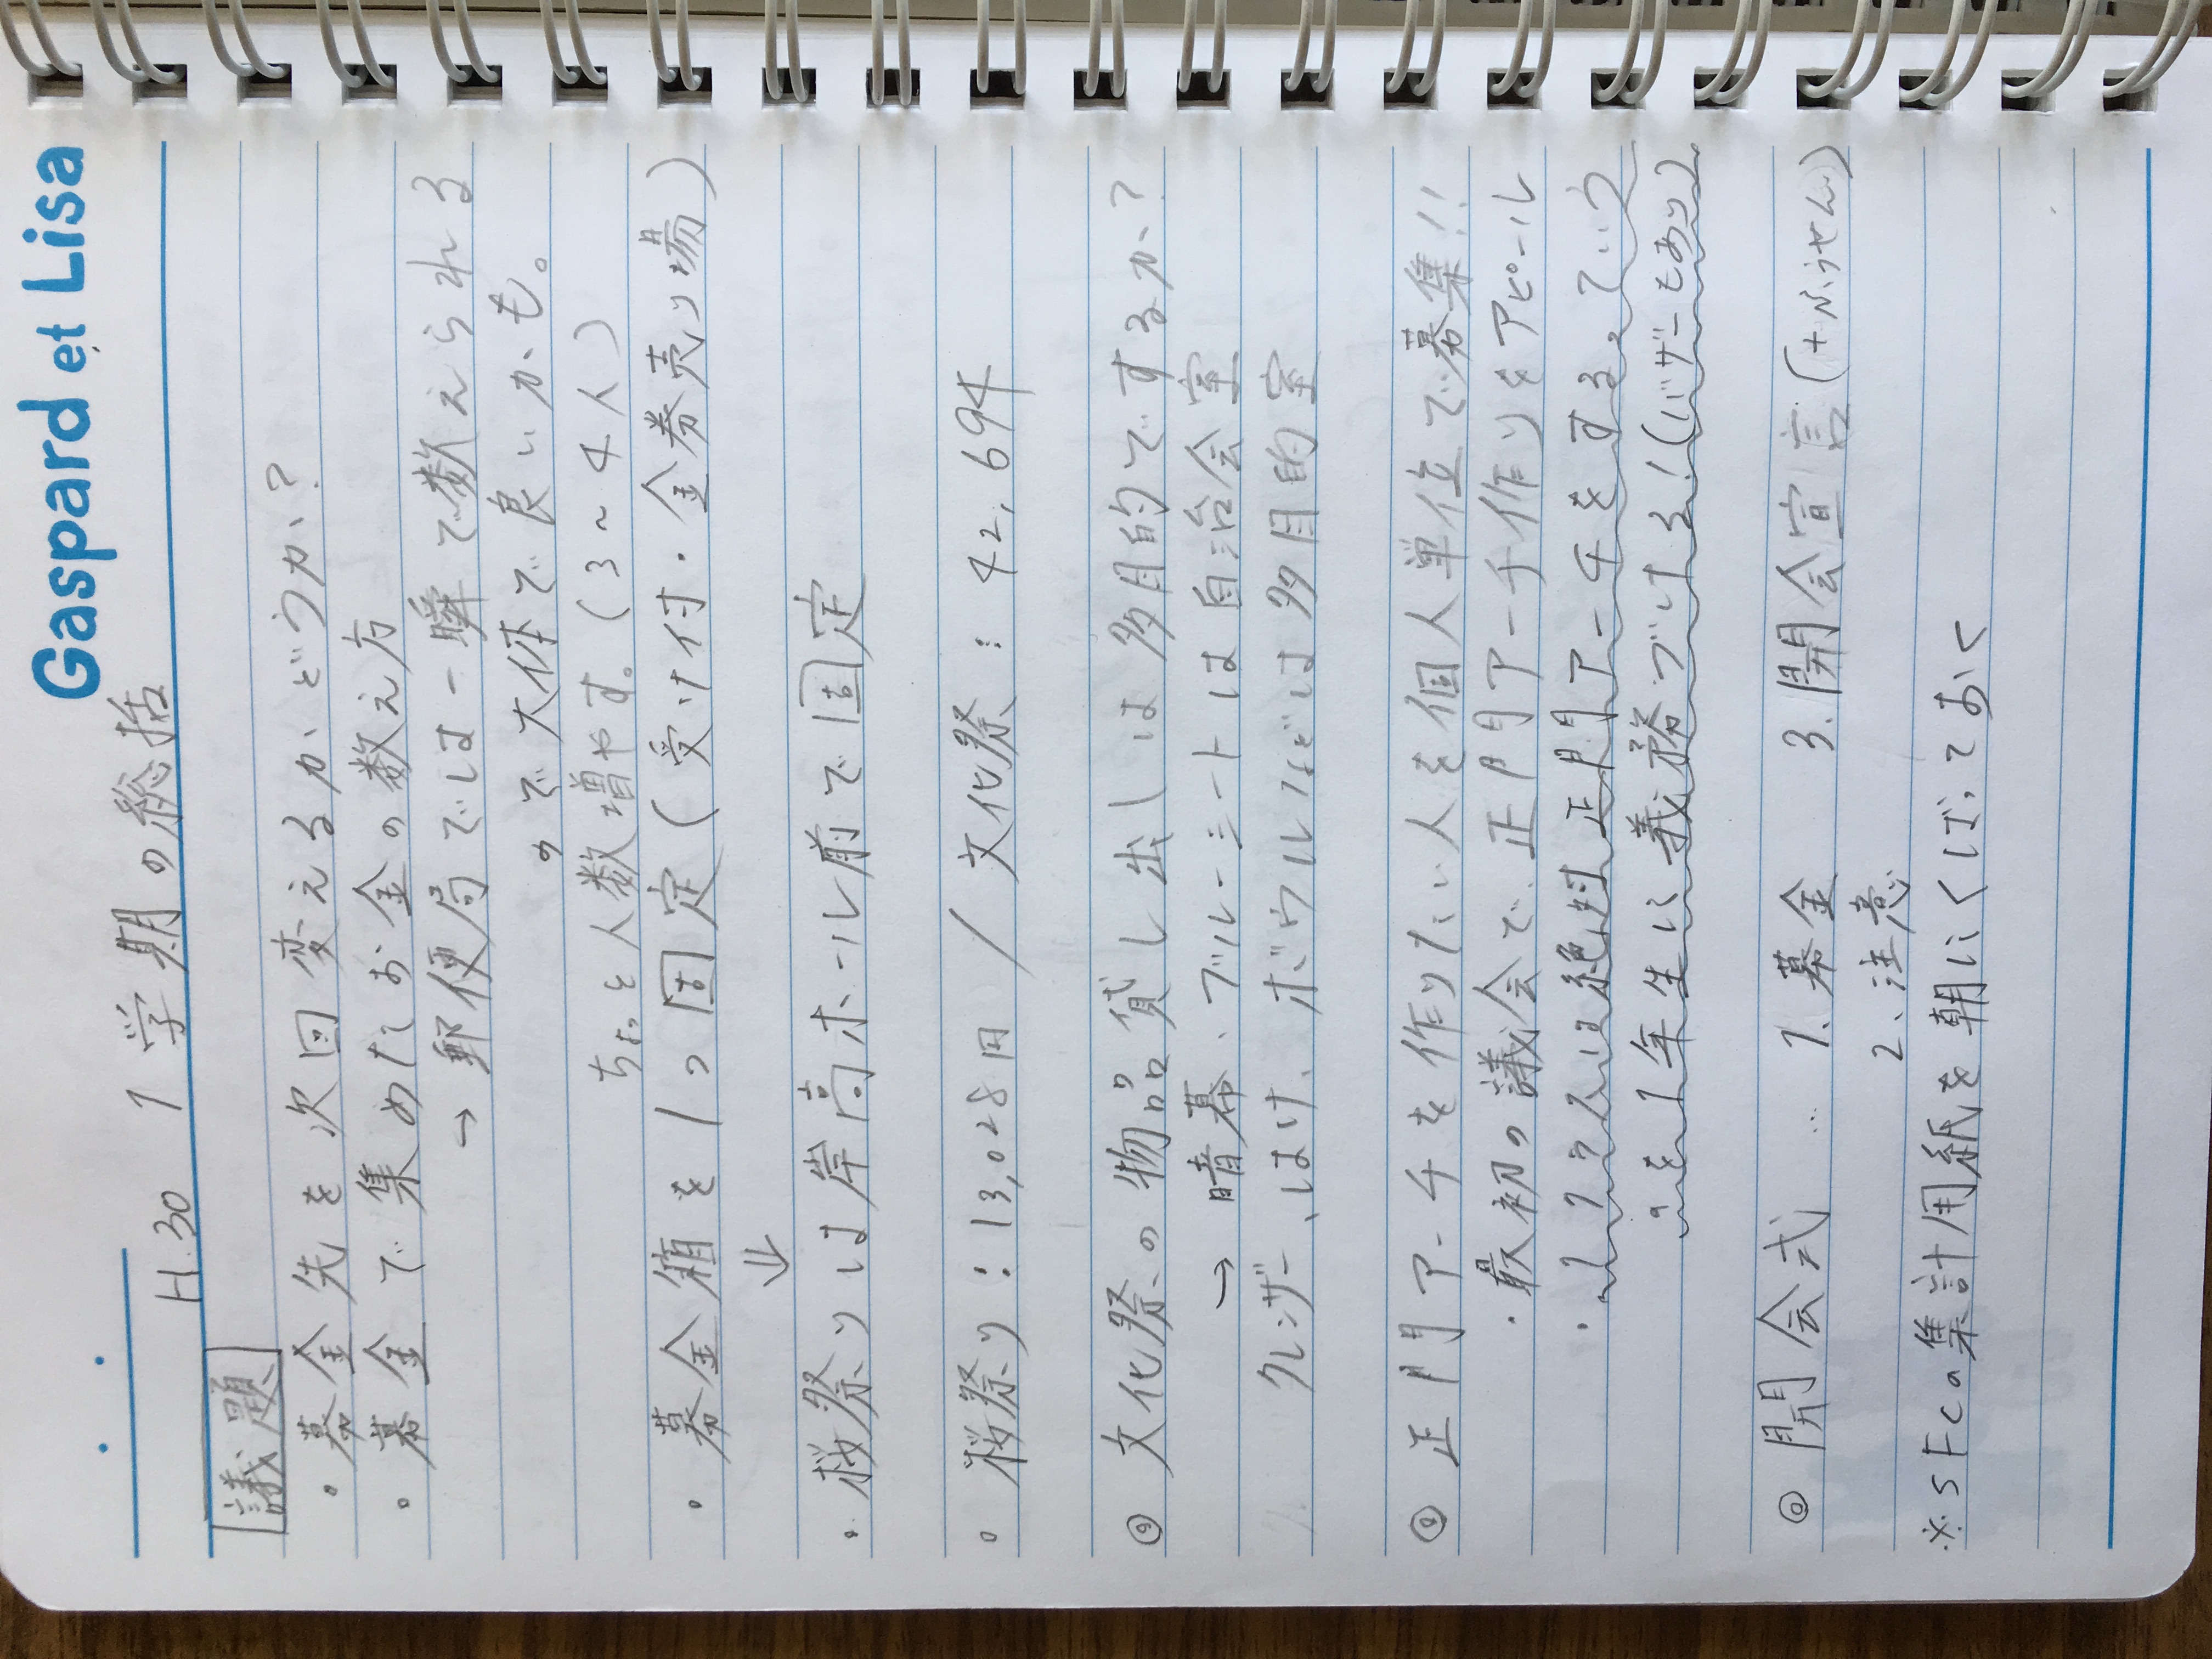 Gaspard et Lisa
H.30 1学期の総括
議題
・募金先を次回変えるかどうか?
・募金で集めたお金の数え方
→ 郵便局では一瞬で数えられる
ので大体で良いかも。
ちょっと人数増やす。(3~4人)
・募金箱を1つ固定(受け付・金券売り場)
⇓
・桜祭りは岸高ホール前で固定
・桜祭り:13,028円 / 文化祭:42,694
◎ 文化祭の物品貸し出しは多目的でするか?
→ 暗幕、ブルーシートは自治会室
クレンザー、はけ、ボウルなどは多目的室
◎ 正門アーチを作りたい人を個人単位で募集!!
・最初の議会で、正門アーチ作りをアピール
・1クラスは絶対正門アーチをする。ていう
のを1年生に義務づける!(バザーもあり)
◎ 開会式 … 1.募金 3.開会宣言(+ふうせん)
2、注意
※SFCの集計用紙を朝にくばっておく